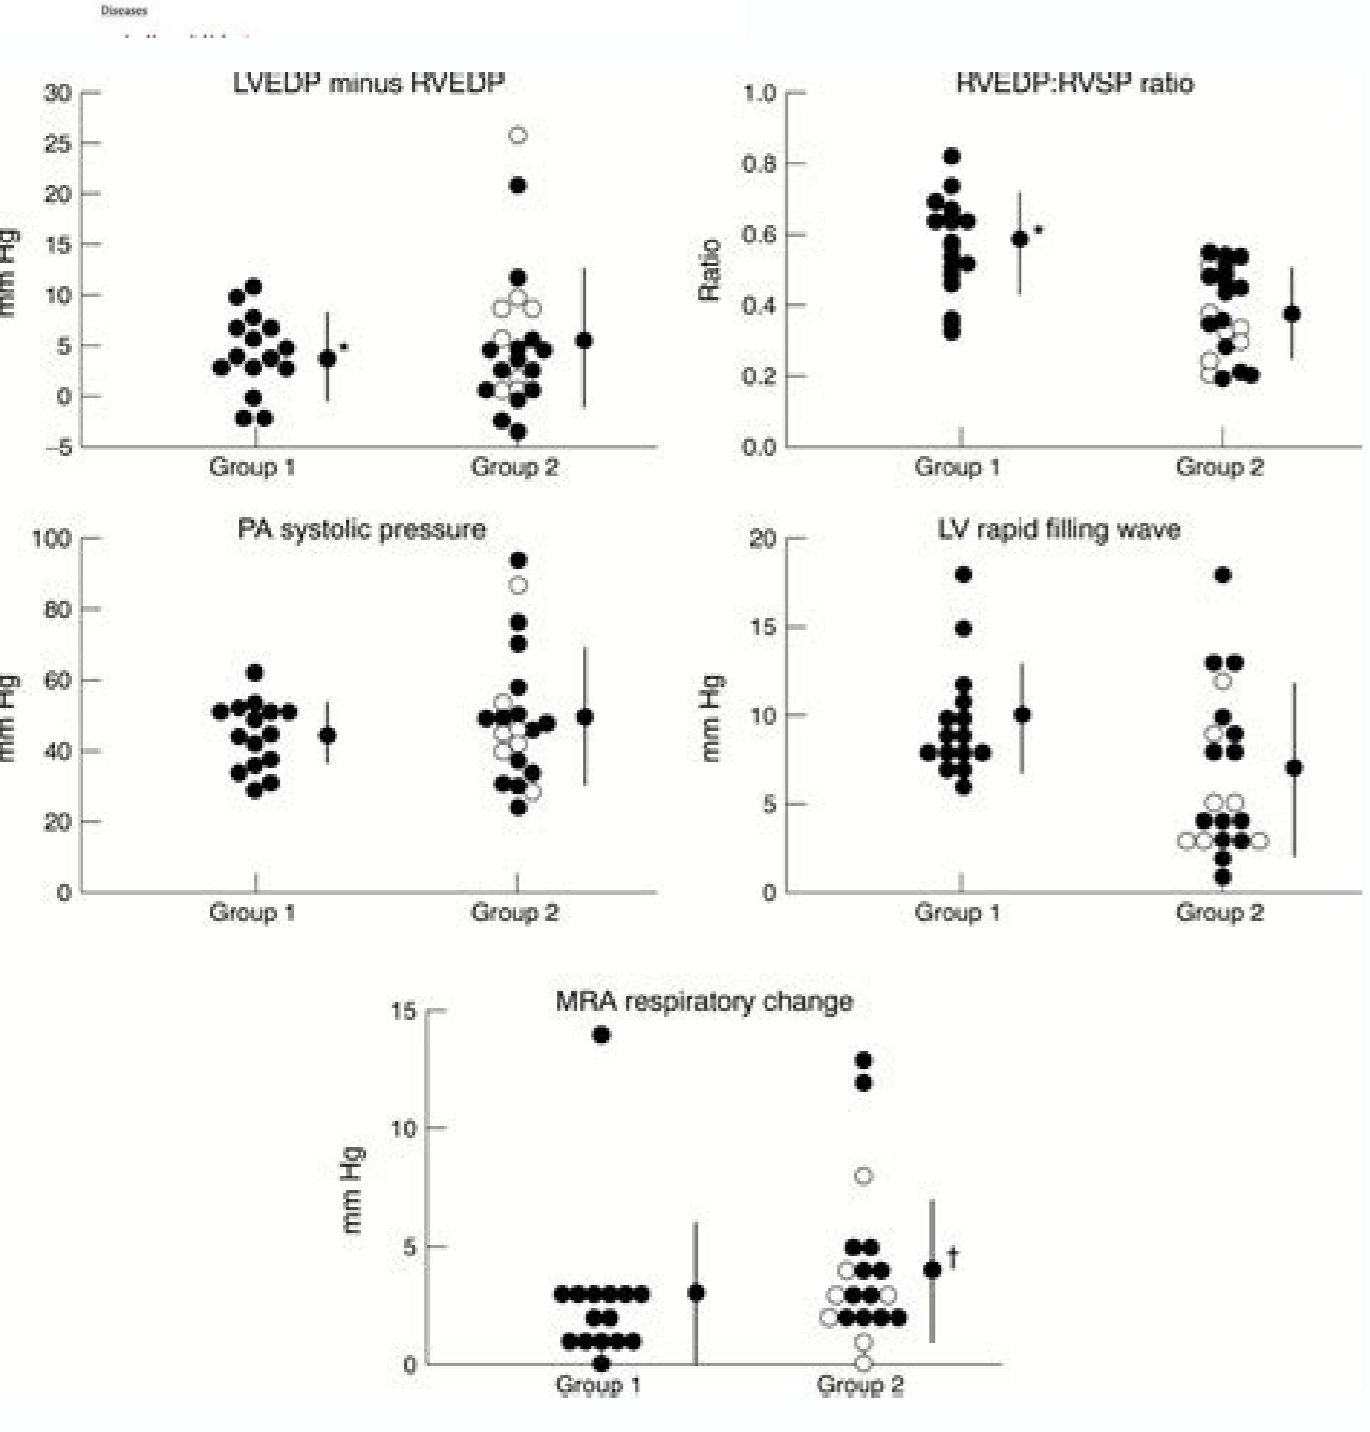 Diseases
LVEDP minus RVEDP
30
25
20
15
10
5
0
−5
mm Hg
*
Group 1 Group 2
RVEDP:RVSP ratio
1.0
0.8
0.6
0.4
0.2
0.0
Ratio
*
Group 1 Group 2
PA systolic pressure
100
80
60
40
20
0
mm Hg
Group 1 Group 2
LV rapid filling wave
20
15
10
5
0
mm Hg
Group 1 Group 2
MRA respiratory change
15
10
5
0
mm Hg
†
Group 1 Group 2